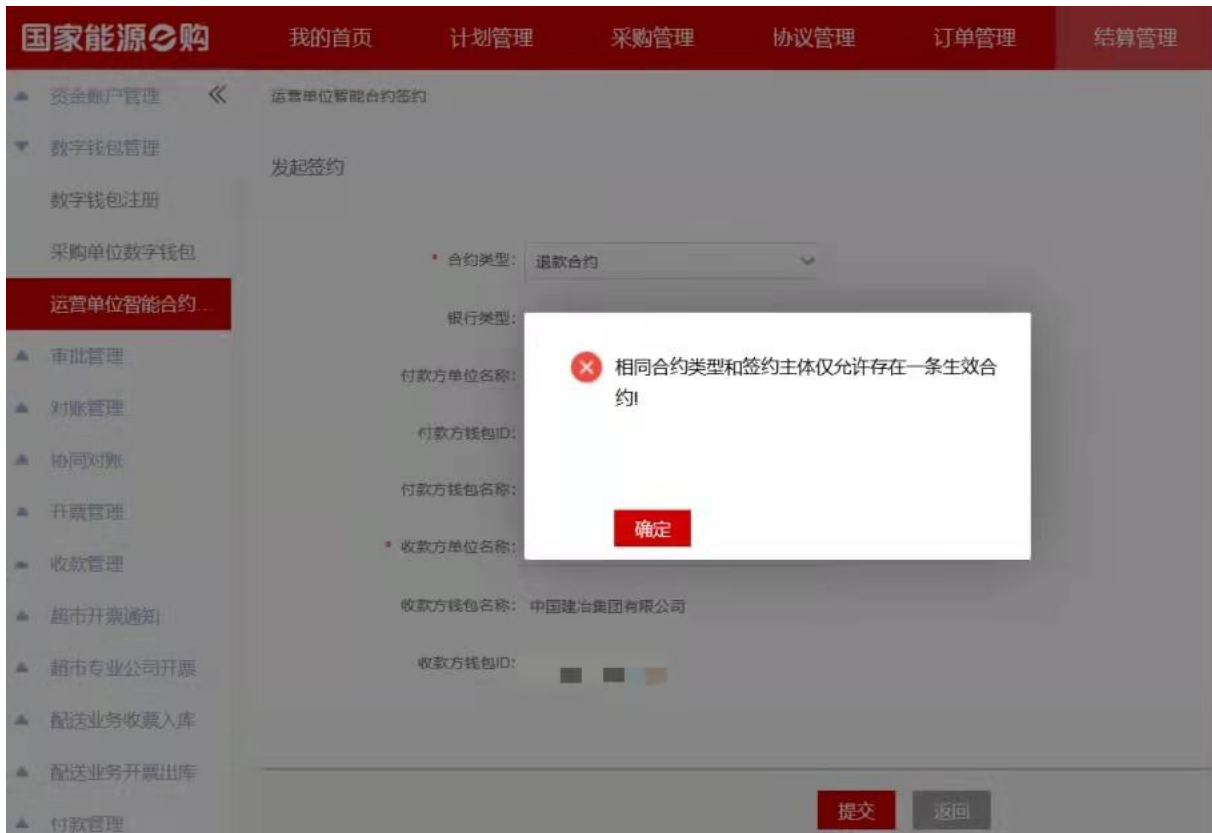 国家能源e购
我的首页 计划管理 采购管理 协议管理 订单管理 结算管理
资金账户管理
数字钱包管理
数字钱包注册
采购单位数字钱包
运营单位智能合约...
审批管理
对账管理
协同对账
开票管理
收款管理
超市开票通知
超市专业公司开票
配送业务收票入库
配送业务开票出库
付款管理
运营单位智能合约签约
发起签约
* 合约类型: 退款合约
银行类型:
付款方单位名称:
付款方钱包ID:
付款方钱包名称:
* 收款方单位名称:
收款方钱包名称: 中国建冶集团有限公司
收款方钱包ID:
相同合约类型和签约主体仅允许存在一条生效合
约!
确定
提交 返回